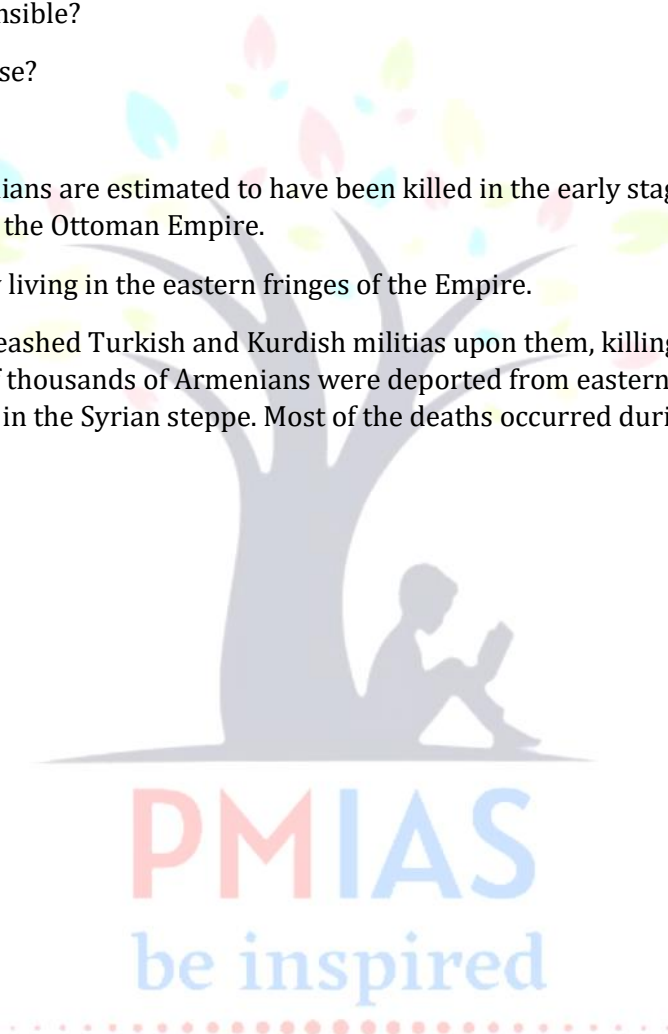 nsible?
se?
ians are estimated to have been killed in the early stag
the Ottoman Empire.
living in the eastern fringes of the Empire.
eashed Turkish and Kurdish militias upon them, killing
thousands of Armenians were deported from eastern
in the Syrian steppe. Most of the deaths occurred duri
PMIAS
be inspired